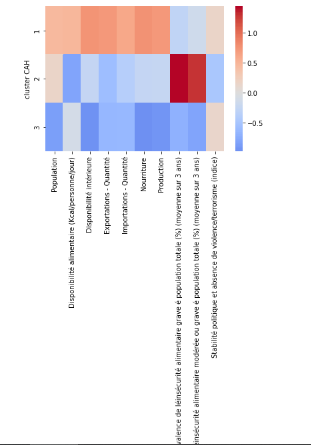 cluster CAH
1
2
3
1.0
0.5
0.0
−0.5
Population
Disponibilité alimentaire (Kcal/personne/jour)
Disponibilité intérieure
Exportations - Quantité
Importations - Quantité
Nourriture
Production
valence de l'insécurité alimentaire grave é population totale (%) (moyenne sur 3 ans)
insécurité alimentaire modérée ou grave é population totale (%) (moyenne sur 3 ans)
Stabilité politique et absence de violence/terrorisme (indice)